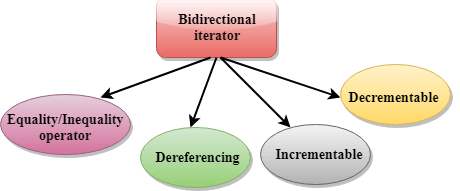 Bidirectional
iterator
Equality/Inequality
operator
Dereferencing
Incrementable
Decrementable